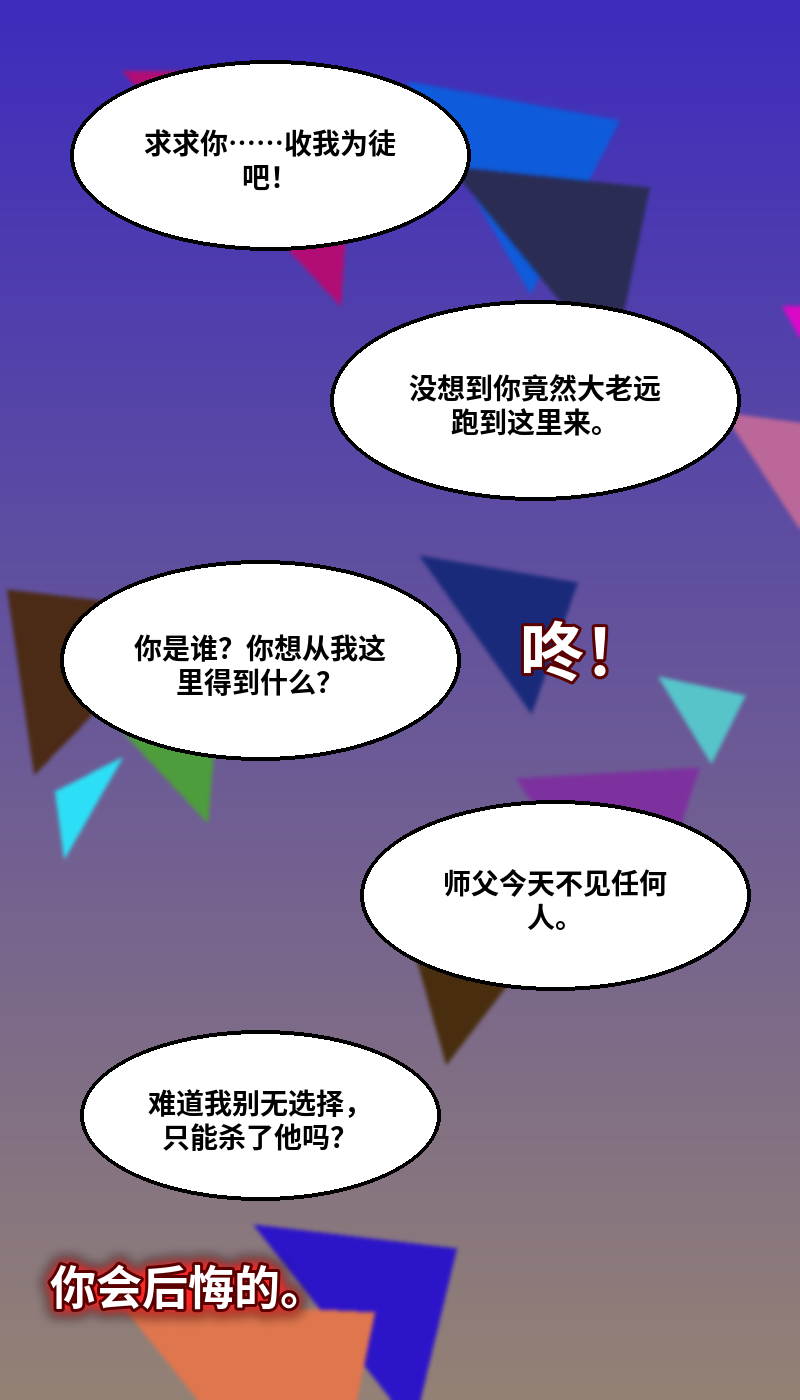 求求你……收我为徒
吧！
没想到你竟然大老远
跑到这里来。
你是谁？你想从我这
里得到什么？
咚！
师父今天不见任何
人。
难道我别无选择，
只能杀了他吗？
你会后悔的。